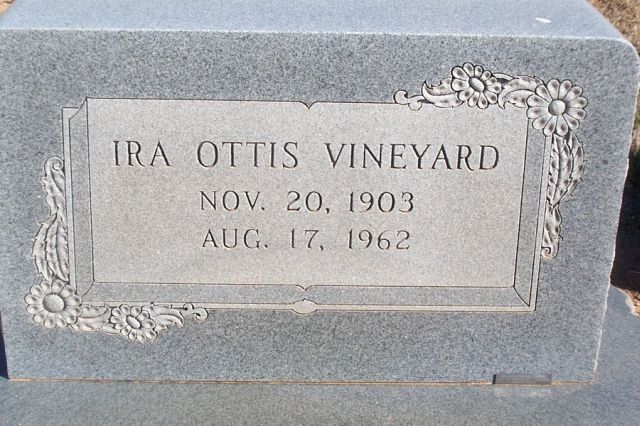 IRA OTTIS VINEYARD
NOV. 20, 1903
AUG. 17, 1962